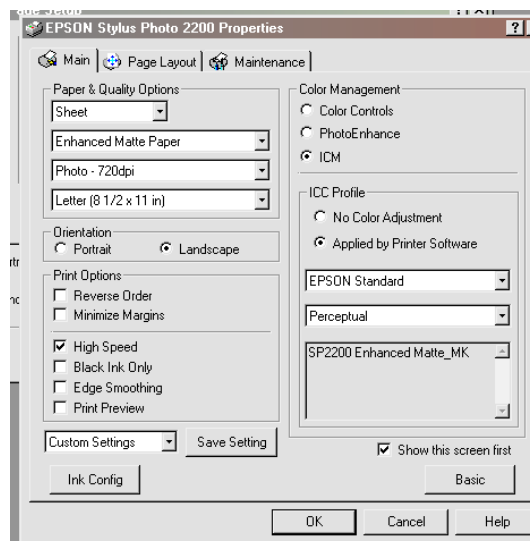 EPSON Stylus Photo 2200 Properties
Main
Page Layout
Maintenance
Paper & Quality Options
Sheet
Enhanced Matte Paper
Photo - 720dpi
Letter (8 1/2 x 11 in)
Orientation
Portrait
Landscape
Print Options
Reverse Order
Minimize Margins
High Speed
Black Ink Only
Edge Smoothing
Print Preview
Custom Settings
Save Setting
Ink Config
Color Management
Color Controls
PhotoEnhance
ICM
ICC Profile
No Color Adjustment
Applied by Printer Software
EPSON Standard
Perceptual
SP2200 Enhanced Matte_MK
Show this screen first
Basic
OK
Cancel
Help